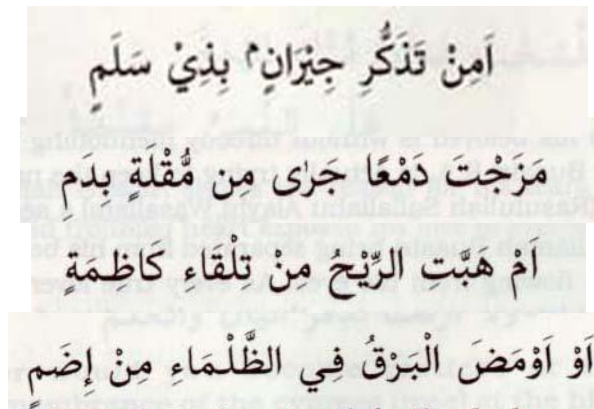 اَمِنْ تَذَكُّرِ جِيْرَانٍۢ بِذِيْ سَلَمٍ
مَزَجْتَ دَمْعًا جَرٰى مِن مُّقْلَةٍ بِدَمٍ
اَمْ هَبَّتِ الرِّيْحُ مِنْ تِلْقَاءِ كَاظِمَةٍ
اَوْ اَوْمَضَ الْبَرْقُ فِي الظَّلْمَاءِ مِنْ إِضَمٍ